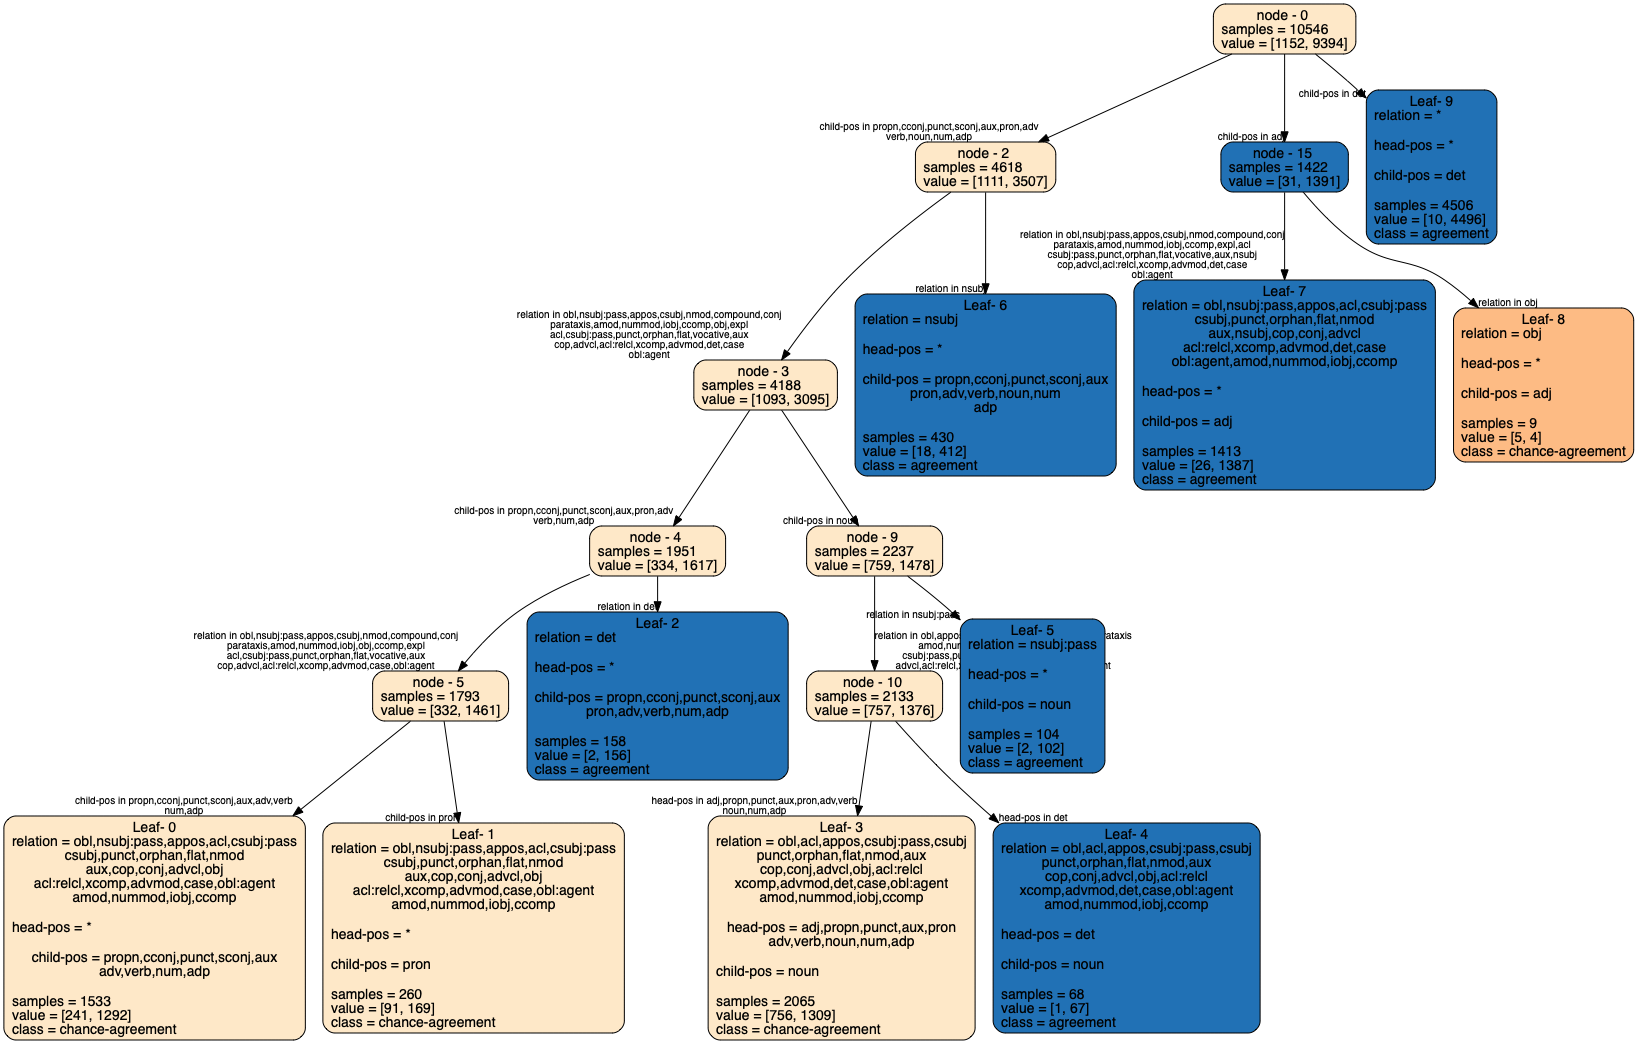 node - 0
samples = 10546
value = [1152, 9394]
child-pos in propn,cconj,punct,sconj,aux,pron,adv
verb,noun,num,adp
child-pos in
child-pos in
node - 2
samples = 4618
value = [1111, 3507]
node - 15
samples = 1422
value = [31, 1391]
Leaf- 9
relation = *
head-pos = *
child-pos = det
samples = 4506
value = [10, 4496]
class = agreement
relation in obl,nsubj:pass,appos,csubj,nmod,compound,conj
parataxis,amod,nummod,iobj,ccomp,obj,expl
acl,csubj:pass,punct,orphan,flat,vocative,aux
cop,advcl,acl:relcl,xcomp,advmod,det,case
obl:agent
relation in
relation in obl,nsubj:pass,appos,csubj,nmod,compound,conj
parataxis,amod,nummod,iobj,ccomp,expl,acl
csubj:pass,punct,orphan,flat,vocative,aux,nsubj
cop,advcl,acl:relcl,xcomp,advmod,det,case
obl:agent
relation in obj
node - 3
samples = 4188
value = [1093, 3095]
Leaf- 6
relation = nsubj
head-pos = *
child-pos = propn,cconj,punct,sconj,aux
pron,adv,verb,noun,num
adp
samples = 430
value = [18, 412]
class = agreement
Leaf- 7
relation = obl,nsubj:pass,appos,acl,csubj:pass
csubj,punct,orphan,flat,nmod
aux,nsubj,cop,conj,advcl
acl:relcl,xcomp,advmod,det,case
obl:agent,amod,nummod,iobj,ccomp
head-pos = *
child-pos = adj
samples = 1413
value = [26, 1387]
class = agreement
Leaf- 8
relation = obj
head-pos = *
child-pos = adj
samples = 9
value = [5, 4]
class = chance-agreement
child-pos in propn,cconj,punct,sconj,aux,pron,adv
verb,num,adp
child-pos in
node - 4
samples = 1951
value = [334, 1617]
node - 9
samples = 2237
value = [759, 1478]
relation in obl,nsubj:pass,appos,csubj,nmod,compound,conj
parataxis,amod,nummod,iobj,obj,ccomp,expl
acl,csubj:pass,punct,orphan,flat,vocative,aux
cop,advcl,acl:relcl,xcomp,advmod,case,obl:agent
relation in
relation in
relation in nsubj:pass
node - 5
samples = 1793
value = [332, 1461]
Leaf- 2
relation = det
head-pos = *
child-pos = propn,cconj,punct,sconj,aux
pron,adv,verb,num,adp
samples = 158
value = [2, 156]
class = agreement
node - 10
samples = 2133
value = [757, 1376]
Leaf- 5
relation = nsubj:pass
head-pos = *
child-pos = noun
samples = 104
value = [2, 102]
class = agreement
child-pos in propn,cconj,punct,sconj,aux,adv,verb
num,adp
child-pos in pron
head-pos in adj,propn,punct,aux,pron,adv,verb
noun,num,adp
head-pos in det
Leaf- 0
relation = obl,nsubj:pass,appos,acl,csubj:pass
csubj,punct,orphan,flat,nmod
aux,cop,conj,advcl,obj
acl:relcl,xcomp,advmod,case,obl:agent
amod,nummod,iobj,ccomp
head-pos = *
child-pos = propn,cconj,punct,sconj,aux
adv,verb,num,adp
samples = 1533
value = [241, 1292]
class = chance-agreement
Leaf- 1
relation = obl,nsubj:pass,appos,acl,csubj:pass
csubj,punct,orphan,flat,nmod
aux,cop,conj,advcl,obj
acl:relcl,xcomp,advmod,case,obl:agent
amod,nummod,iobj,ccomp
head-pos = *
child-pos = pron
samples = 260
value = [91, 169]
class = chance-agreement
Leaf- 3
relation = obl,acl,appos,csubj:pass,csubj
punct,orphan,flat,nmod,aux
cop,conj,advcl,obj,acl:relcl
xcomp,advmod,det,case,obl:agent
amod,nummod,iobj,ccomp
head-pos = adj,propn,punct,aux,pron
adv,verb,noun,num,adp
child-pos = noun
samples = 2065
value = [756, 1309]
class = chance-agreement
Leaf- 4
relation = obl,acl,appos,csubj:pass,csubj
punct,orphan,flat,nmod,aux
cop,conj,advcl,obj,acl:relcl
xcomp,advmod,det,case,obl:agent
amod,nummod,iobj,ccomp
head-pos = det
child-pos = noun
samples = 68
value = [1, 67]
class = agreement